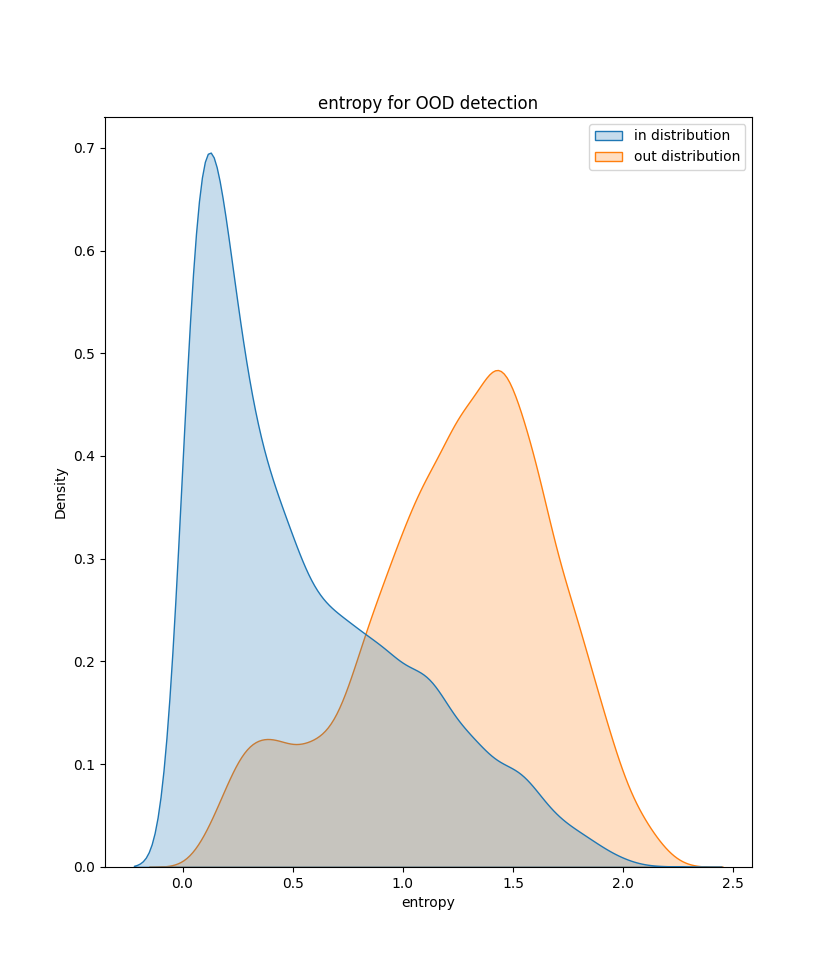 entropy for OOD detection
in distribution
out distribution
0.7
0.6
0.5
0.4
0.3
0.2
0.1
0.0
Density
0.0 0.5 1.0 1.5 2.0 2.5
entropy